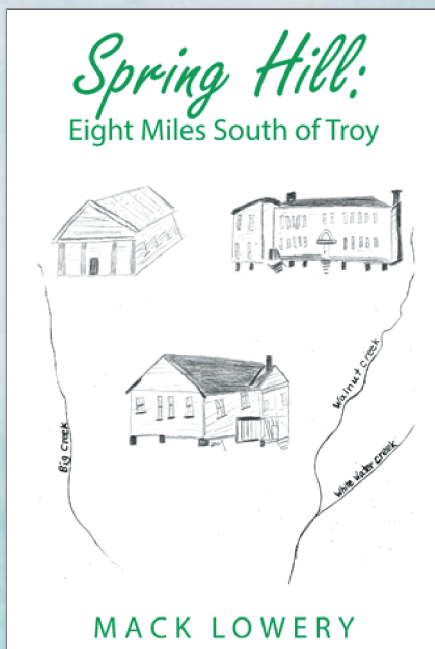 Spring Hill:
Eight Miles South of Troy
Walnut Creek
Big Creek
White Water Creek
MACK LOWERY